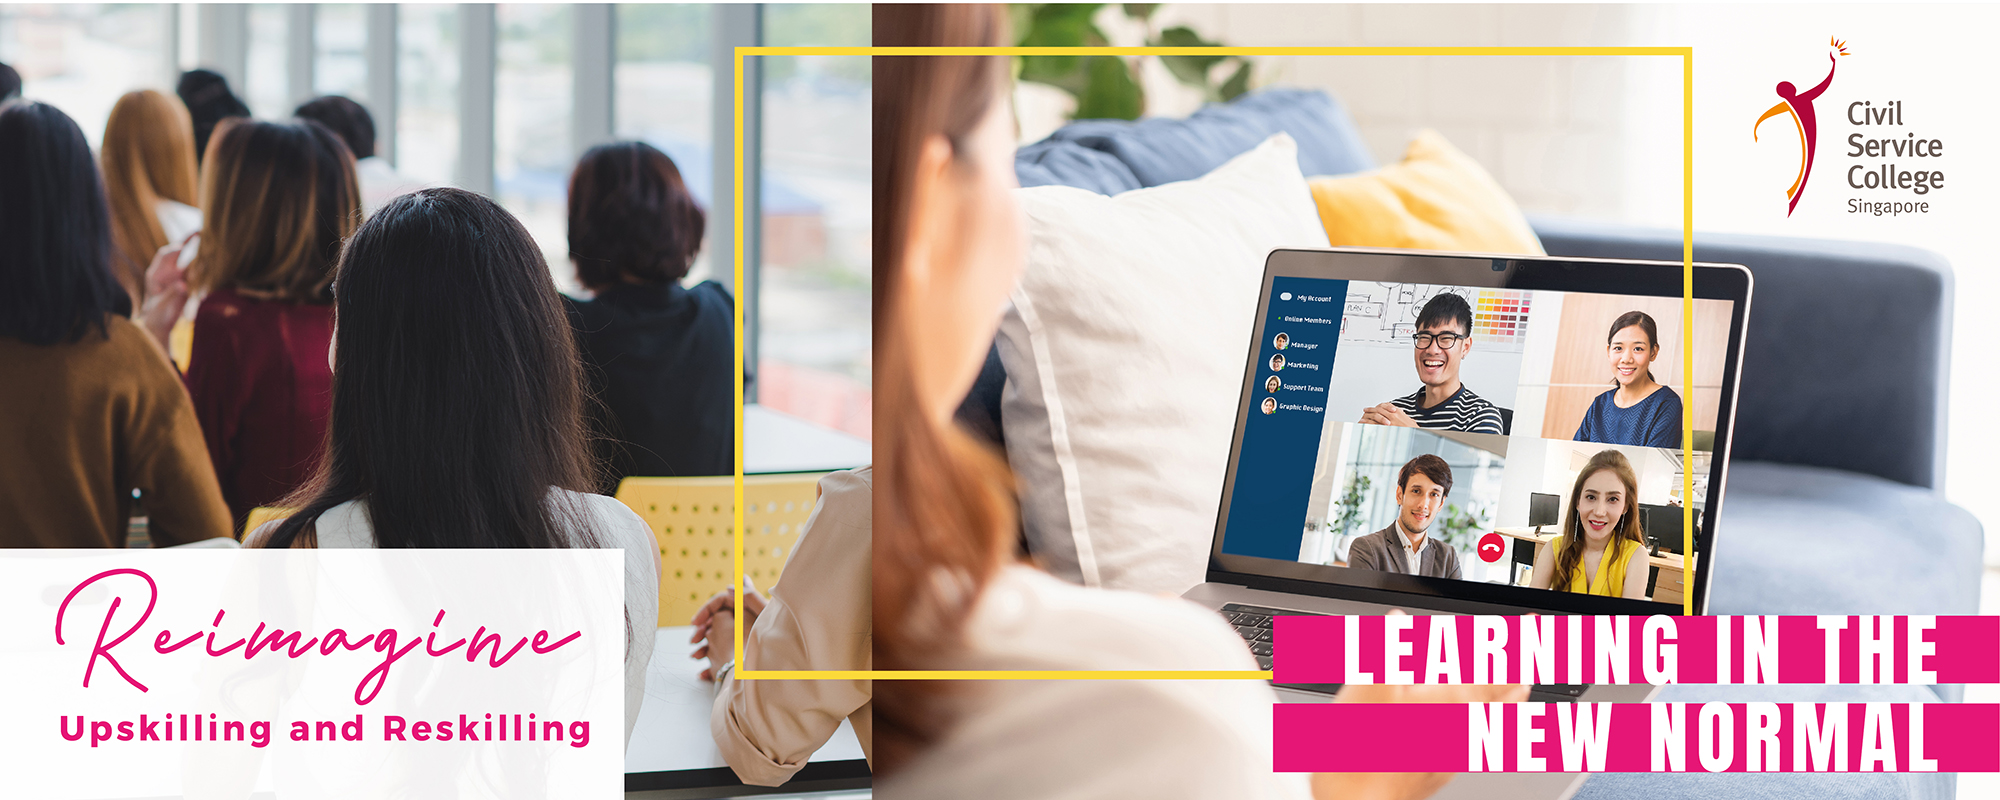 Civil
Service
College
Singapore
My Account
Online Members
Manager
Marketing
Support Team
Graphic Design
PLAN C
Reimagine
Upskilling and Reskilling
LEARNING IN THE
NEW NORMAL